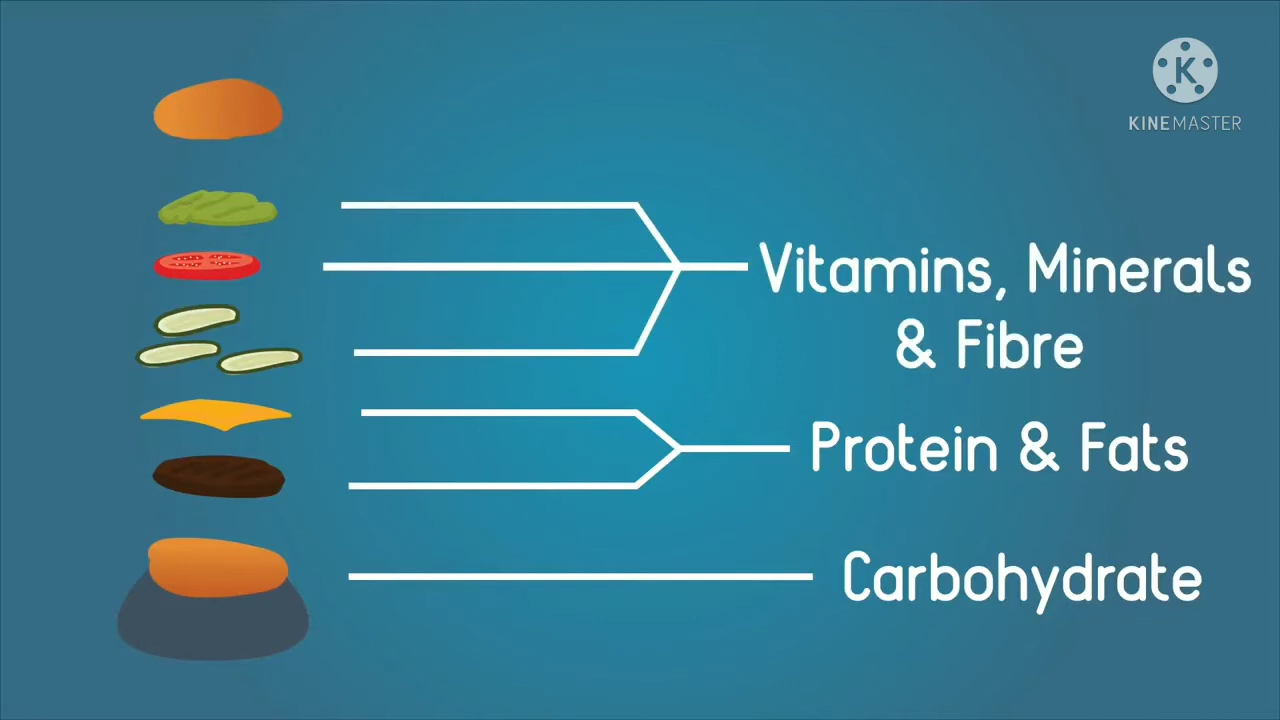 K
KINEMASTER
Vitamins, Minerals
& Fibre
Protein & Fats
Carbohydrate